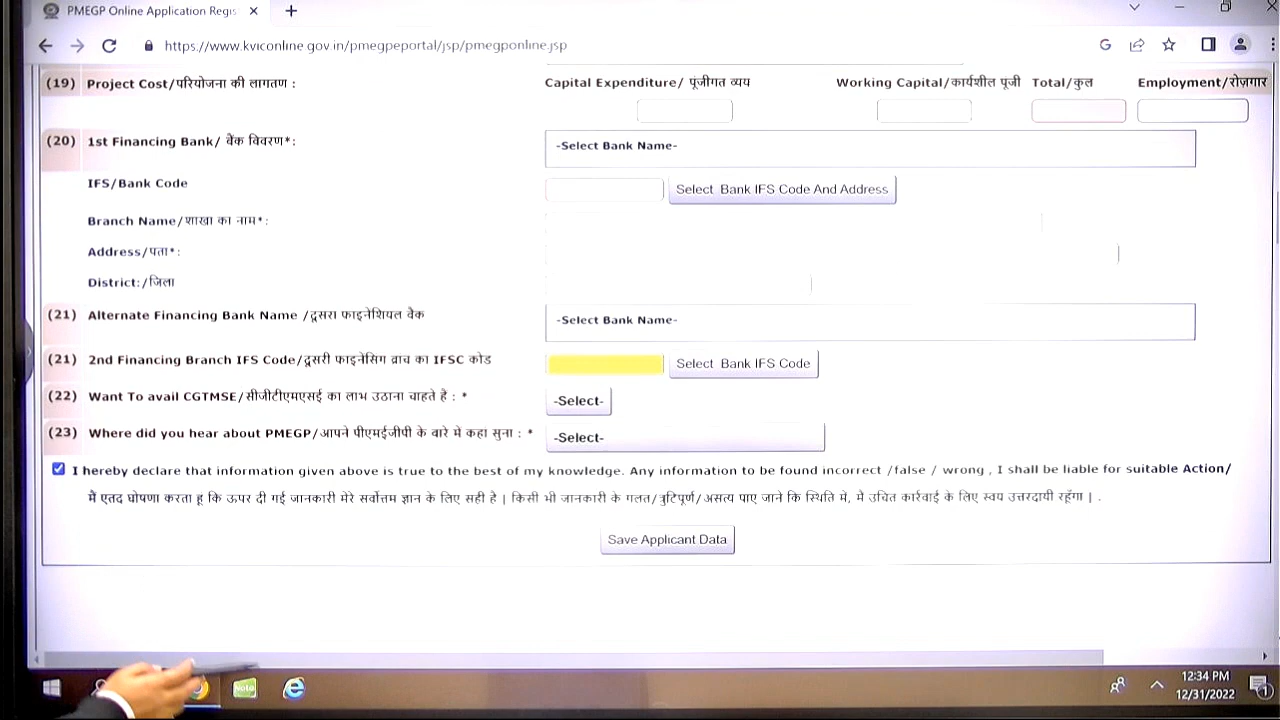 PMEGP Online Application Regis
https://www.kviconline.gov.in/pmegpeportal/jsp/pmegponline.jsp
(19) Project Cost/परियोजना की लागतण : Capital Expenditure/ पूंजीगत व्यय Working Capital/कार्यशील पूंजी Total/कुल Employment/रोज़गार
(20) 1st Financing Bank/ बैंक विवरण*: -Select Bank Name-
IFS/Bank Code Select Bank IFS Code And Address
Branch Name/शाखा का नाम*:
Address/पता*:
District:/जिला
(21) Alternate Financing Bank Name /दूसरा फाइनेंशियल बैंक -Select Bank Name-
(21) 2nd Financing Branch IFS Code/दूसरी फाइनेंसिंग ब्रांच का IFSC कोड Select Bank IFS Code
(22) Want To avail CGTMSE/सीजीटीएमएसई का लाभ उठाना चाहते है : * -Select-
(23) Where did you hear about PMEGP/आपने पीएमईजीपी के बारे में कहा सुना : * -Select-
I hereby declare that information given above is true to the best of my knowledge. Any information to be found incorrect /false / wrong , I shall be liable for suitable Action/
मैं एतद घोषणा करता हू कि ऊपर दी गई जानकारी मेरे सर्वोत्तम ज्ञान के लिए सही है | किसी भी जानकारी के गलत/त्रुटिपूर्ण/असत्य पाए जाने कि स्थिति में, मैं उचित कार्रवाई के लिए स्वयं उत्तरदायी रहूँगा | .
Save Applicant Data
12:34 PM
12/31/2022